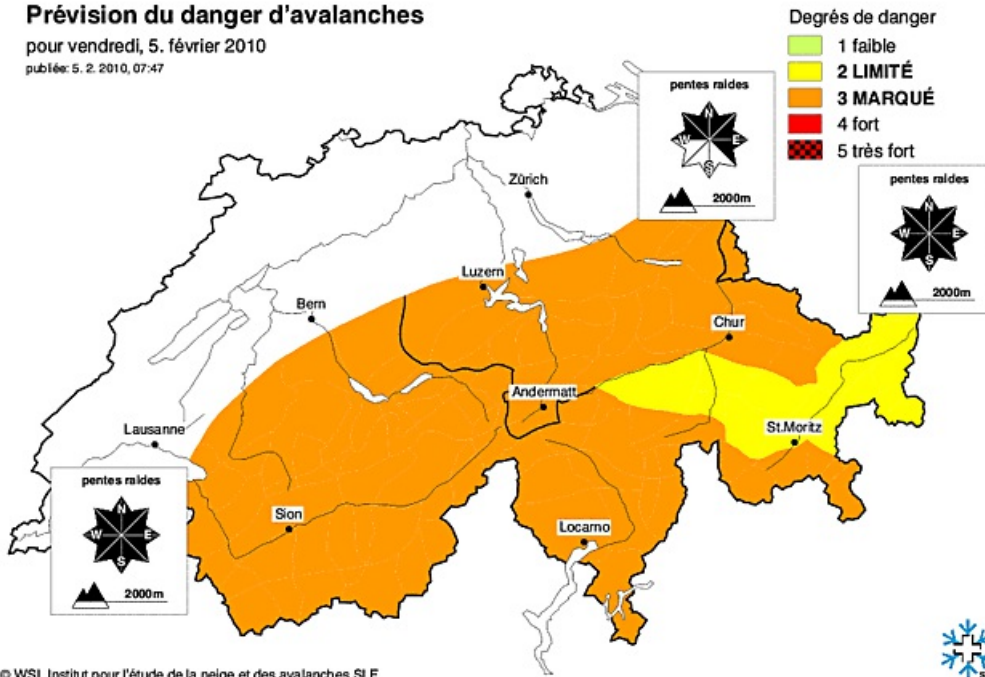 Prévision du danger d'avalanches
pour vendredi, 5. février 2010
publiée: 5. 2. 2010, 07:47
Degrés de danger
1 faible
2 LIMITÉ
3 MARQUÉ
4 fort
5 très fort
pentes raides
N
W E
S
2000m
pentes raides
N
W E
S
2000m
Zürich
Luzern
Bern
Chur
Andermatt
St.Moritz
Lausanne
Sion
Locarno
pentes raides
N
W E
S
2000m
© WSL Institut pour l'étude de la neige et des avalanches SLF